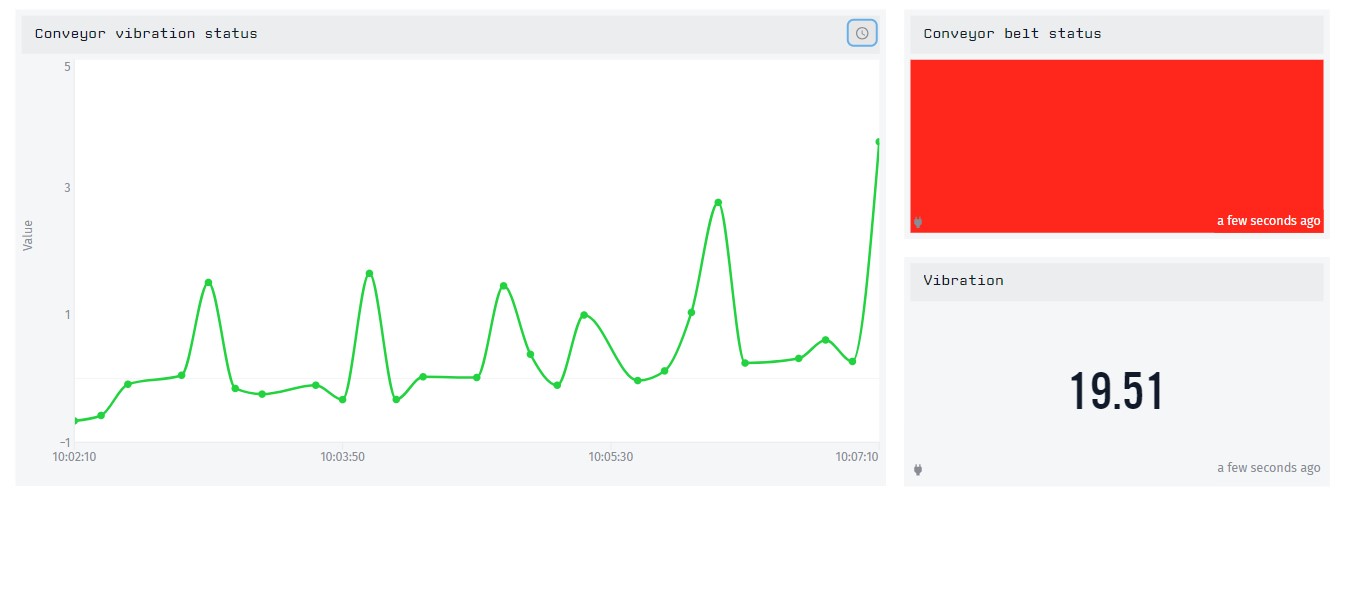 Conveyor vibration status
5
3
1
−1
Value
10:02:10
10:03:50
10:05:30
10:07:10
Conveyor belt status
a few seconds ago
Vibration
19.51
a few seconds ago